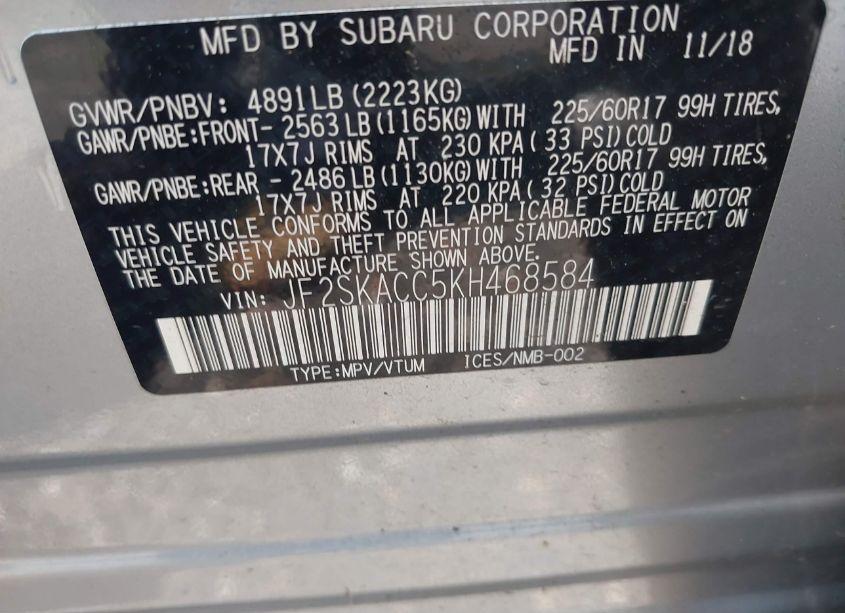 MFD BY SUBARU CORPORATION
MFD IN 11/18
GVWR/PNBV: 4891LB (2223KG)
GAWR/PNBE:FRONT- 2563 LB (1165KG) WITH 225/60R17 99H TIRES,
17X7J RIMS AT 230 KPA ( 33 PSI) COLD
GAWR/PNBE:REAR - 2486 LB (1130KG) WITH 225/60R17 99H TIRES,
17X7J RIMS AT 220 KPA ( 32 PSI) COLD
THIS VEHICLE CONFORMS TO ALL APPLICABLE FEDERAL MOTOR
VEHICLE SAFETY AND THEFT PREVENTION STANDARDS IN EFFECT ON
THE DATE OF MANUFACTURE SHOWN ABOVE.
VIN: JF2SKACC5KH468584
TYPE:MPV/VTUM ICES/NMB-002